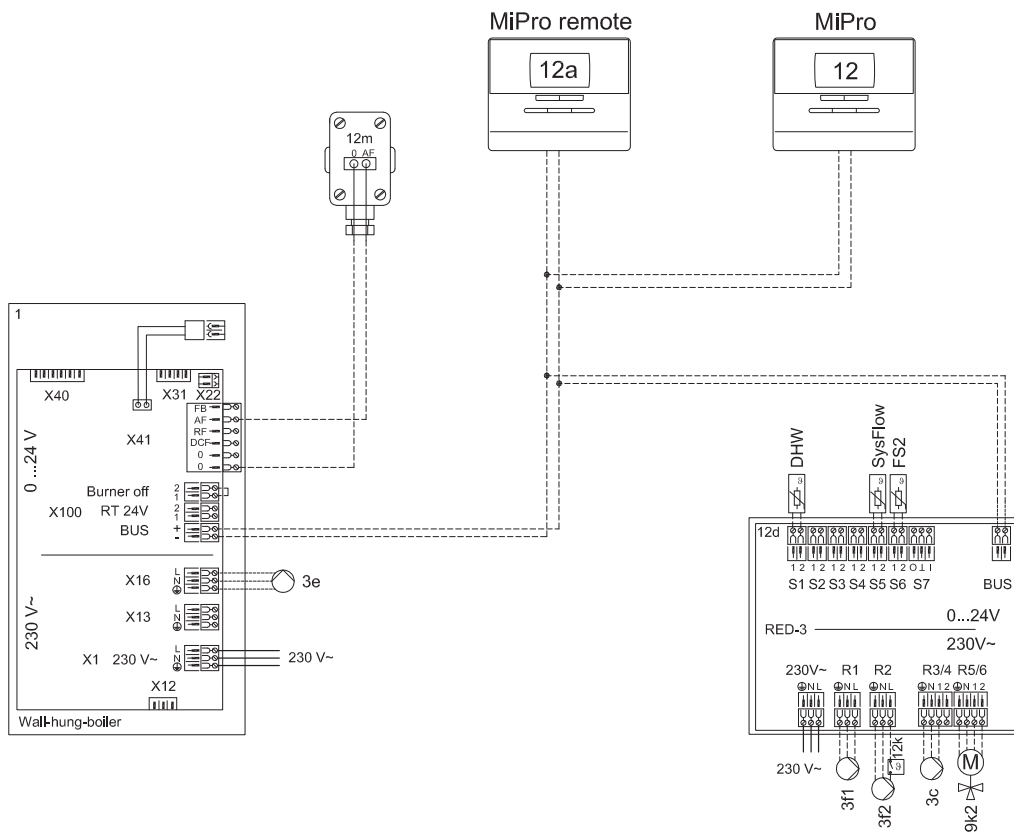 MiPro remote
MiPro
12a
12
12m
0 AF
1
X40
X31
X22
FB
AF
RF
DCF
0
0
X41
0 ...24 V
Burner off
2
1
X100
RT 24V
2
1
BUS
+
-
X16
L
N
3e
230 V~
X13
L
N
X1 230 V~
L
N
230 V~
X12
Wall-hung-boiler
DHW
SysFlow
FS2
12d
1 2 1 2 1 2 1 2 1 2 1 2 O ⊥ I
S1 S2 S3 S4 S5 S6 S7
BUS
0...24V
RED-3
230V~
230V~ R1 R2 R3/4 R5/6
N L N L N L N 1 2 N 1 2
230 V~
3f1
3f2
12k
3c
M
9k2